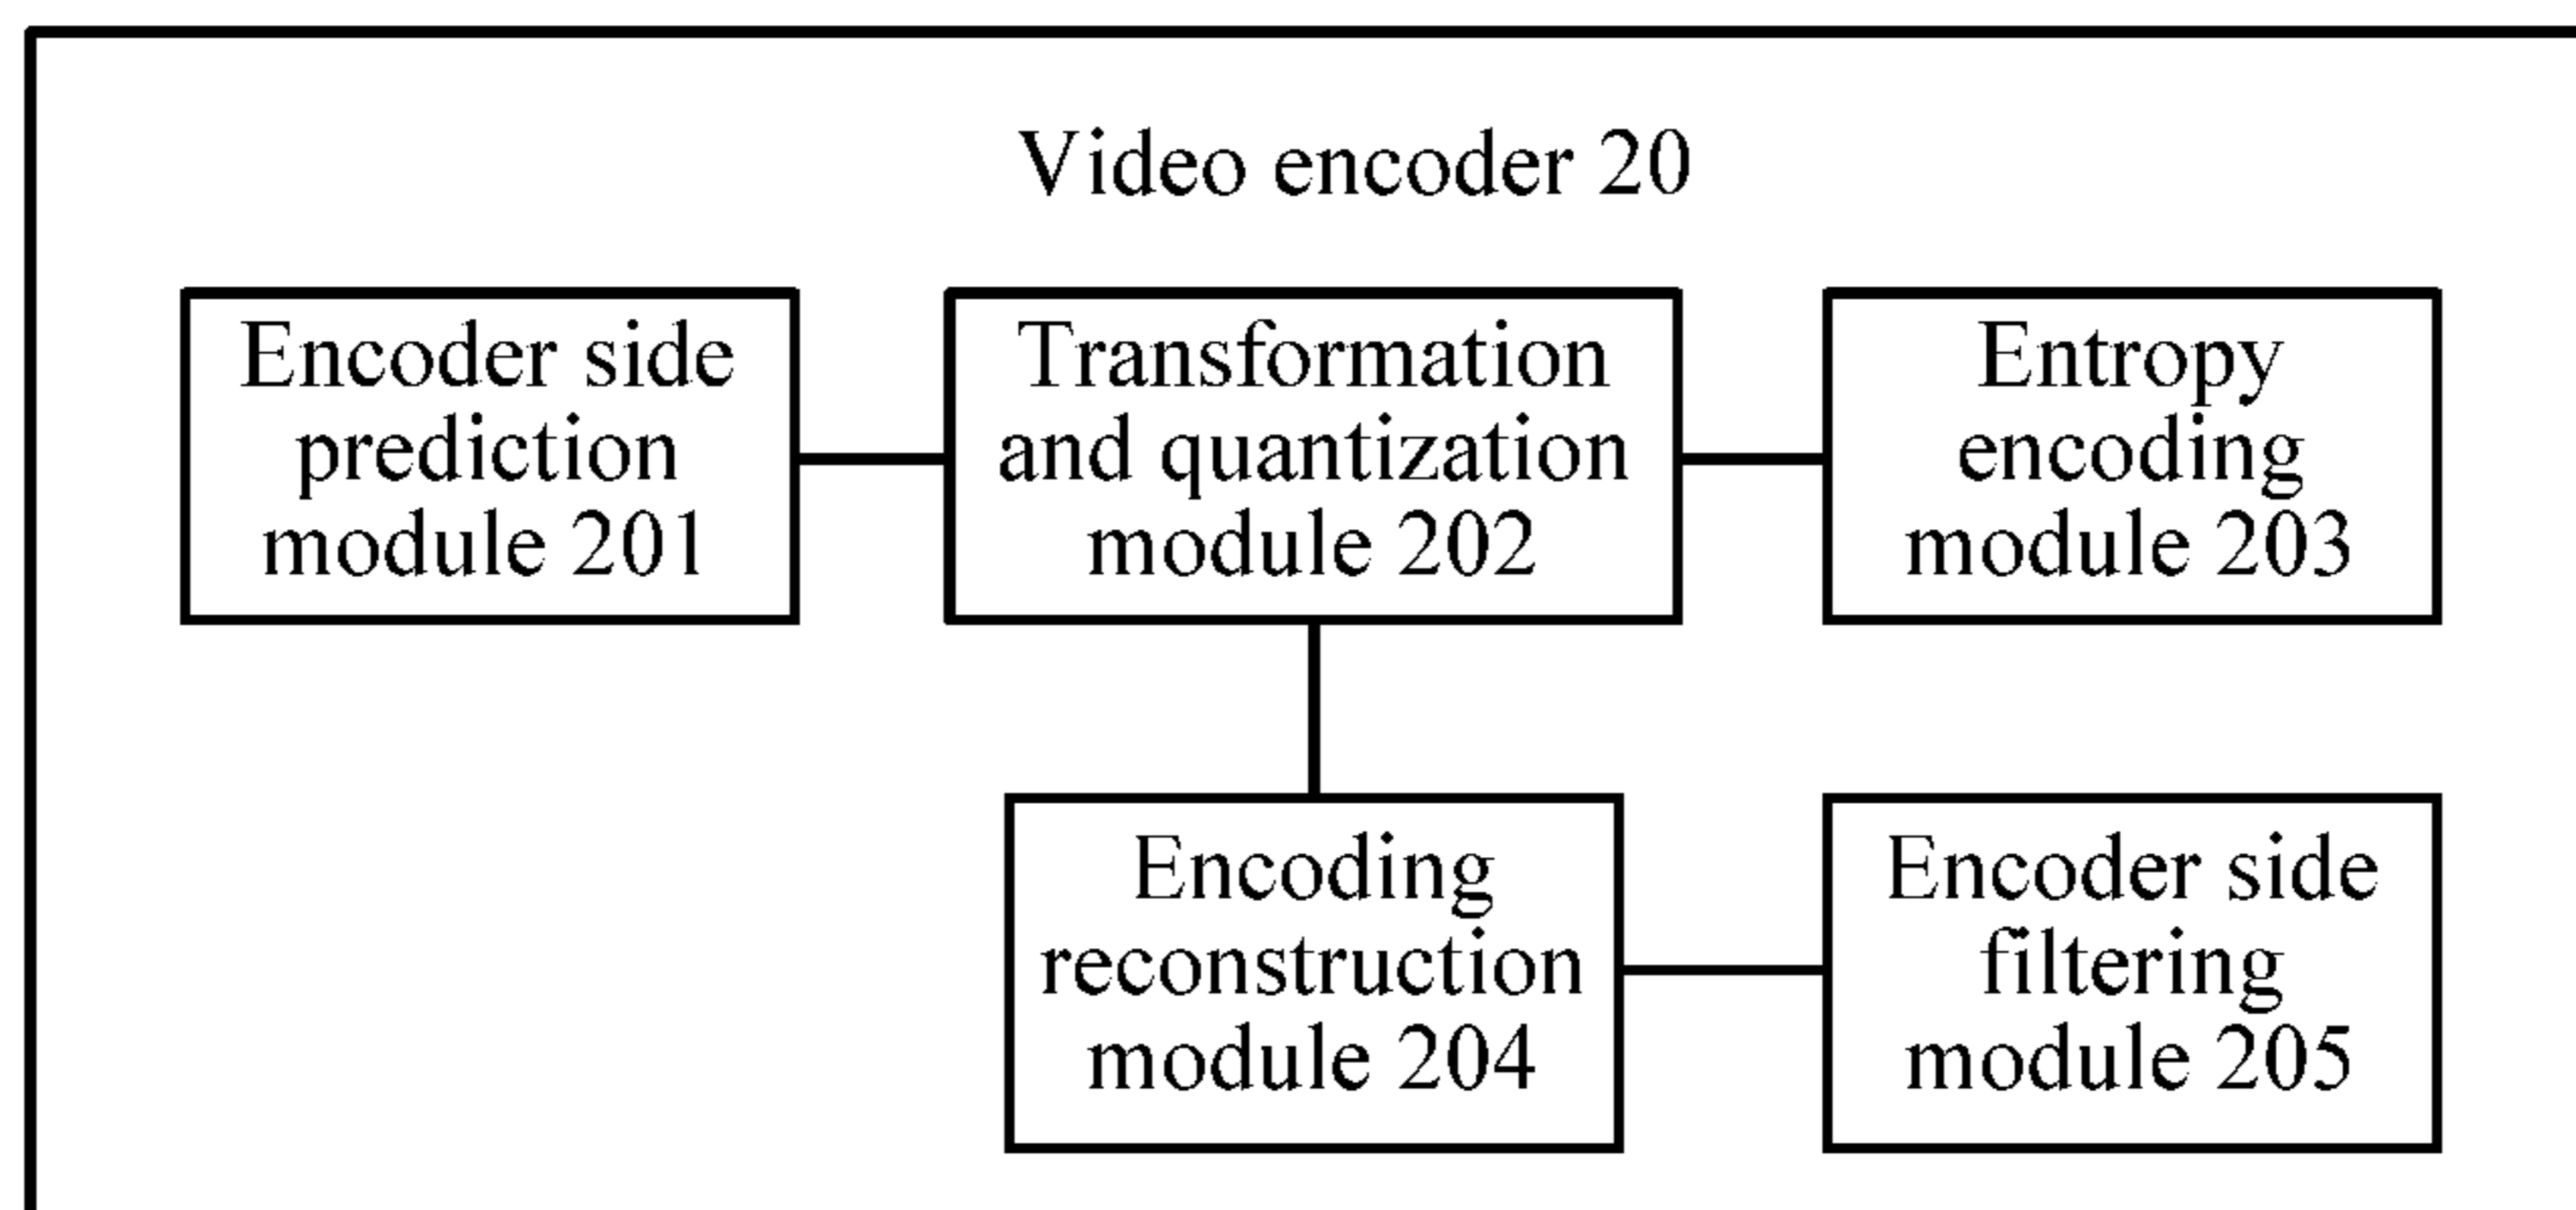 Video encoder 20
Encoder side
prediction
module 201
Transformation
and quantization
module 202
Entropy
encoding
module 203
Encoding
reconstruction
module 204
Encoder side
filtering
module 205